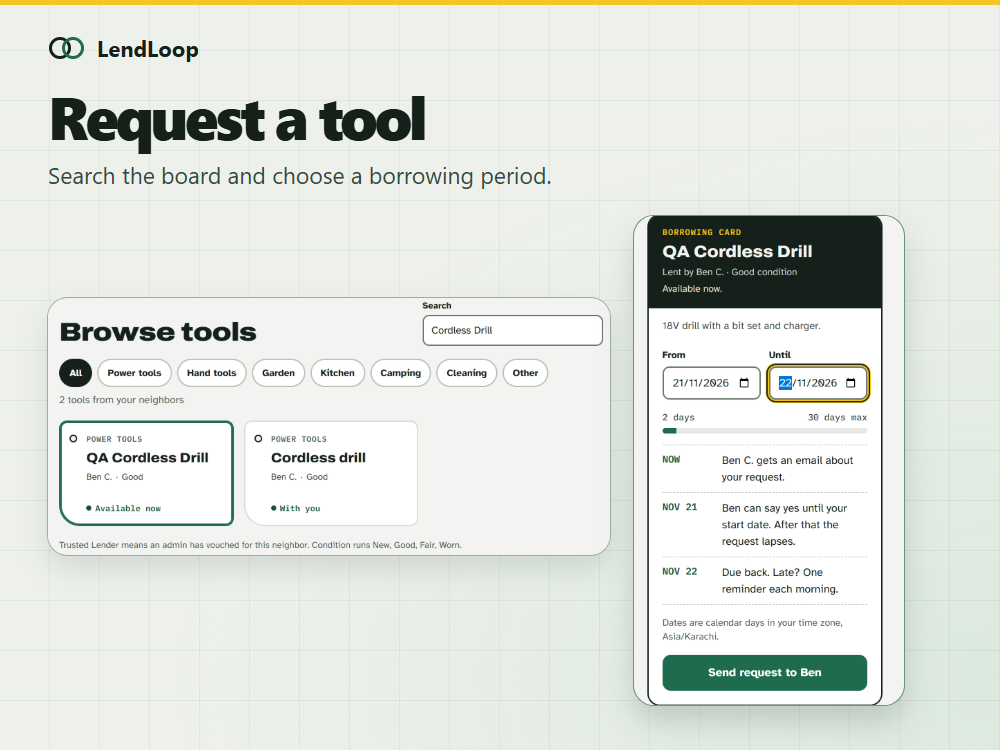 LendLoop
Request a tool
Search the board and choose a borrowing period.
Browse tools
Search
Cordless Drill
All
Power tools
Hand tools
Garden
Kitchen
Camping
Cleaning
Other
2 tools from your neighbors
POWER TOOLS
QA Cordless Drill
Ben C. · Good
Available now
POWER TOOLS
Cordless drill
Ben C. · Good
With you
Trusted Lender means an admin has vouched for this neighbor. Condition runs New, Good, Fair, Worn.
BORROWING CARD
QA Cordless Drill
Lent by Ben C. · Good condition
Available now.
18V drill with a bit set and charger.
From
Until
21/11/2026
22/11/2026
2 days
30 days max
NOW
Ben C. gets an email about
your request.
NOV 21
Ben can say yes until your
start date. After that the
request lapses.
NOV 22
Due back. Late? One
reminder each morning.
Dates are calendar days in your time zone,
Asia/Karachi.
Send request to Ben